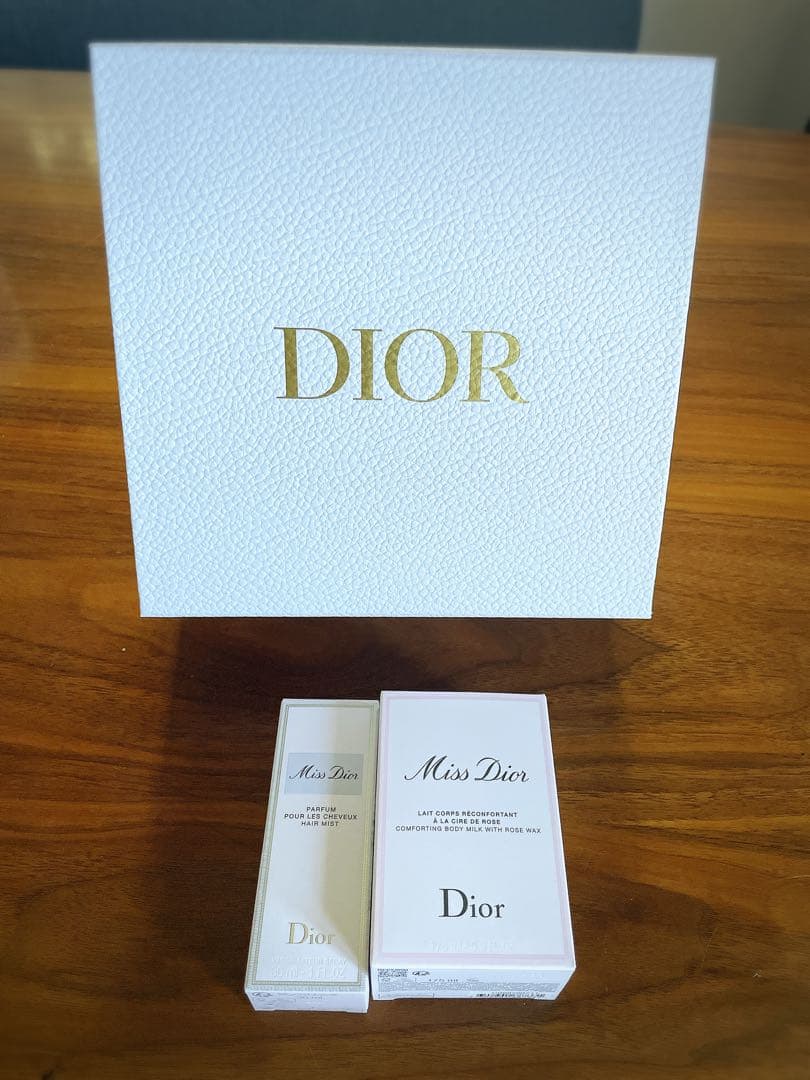 DIOR
Miss Dior
PARFUM
POUR LES CHEVEUX
HAIR MIST
Dior
Miss Dior
LAIT CORPS RÉCONFORTANT
À LA CIRE DE ROSE
COMFORTING BODY MILK WITH ROSE WAX
Dior